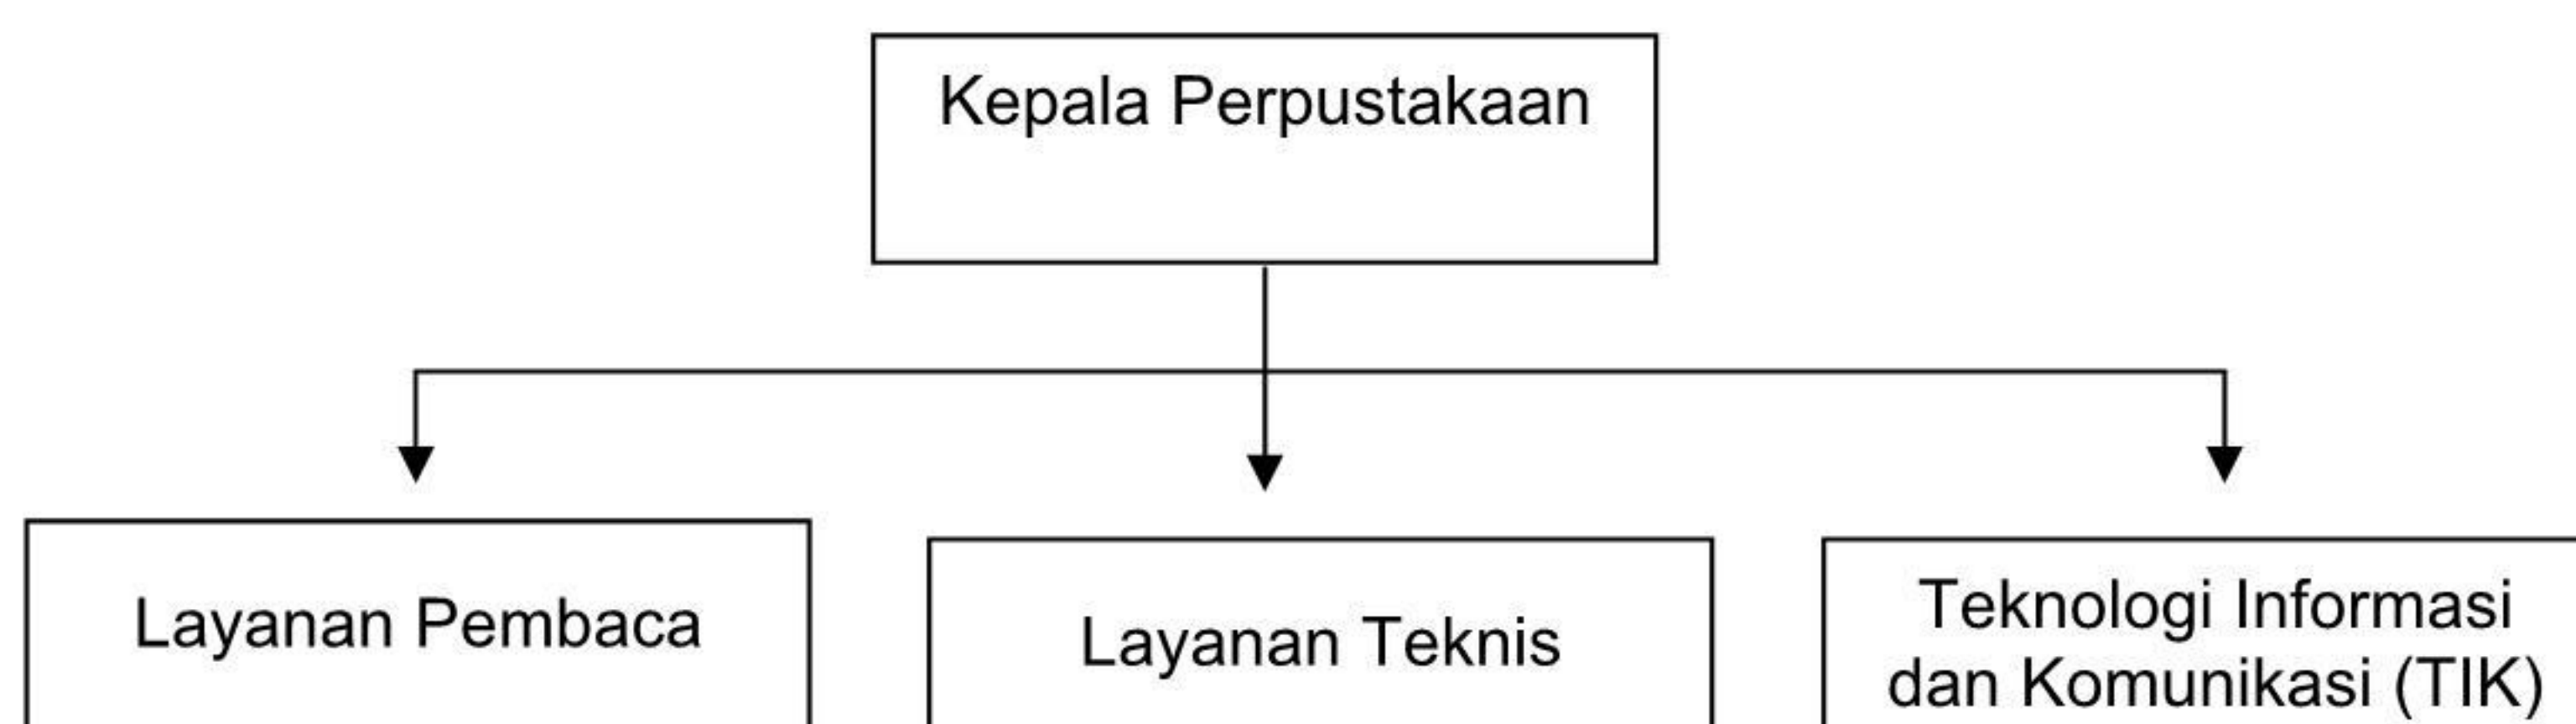 Kepala Perpustakaan
Layanan Pembaca
Layanan Teknis
Teknologi Informasi
dan Komunikasi (TIK)